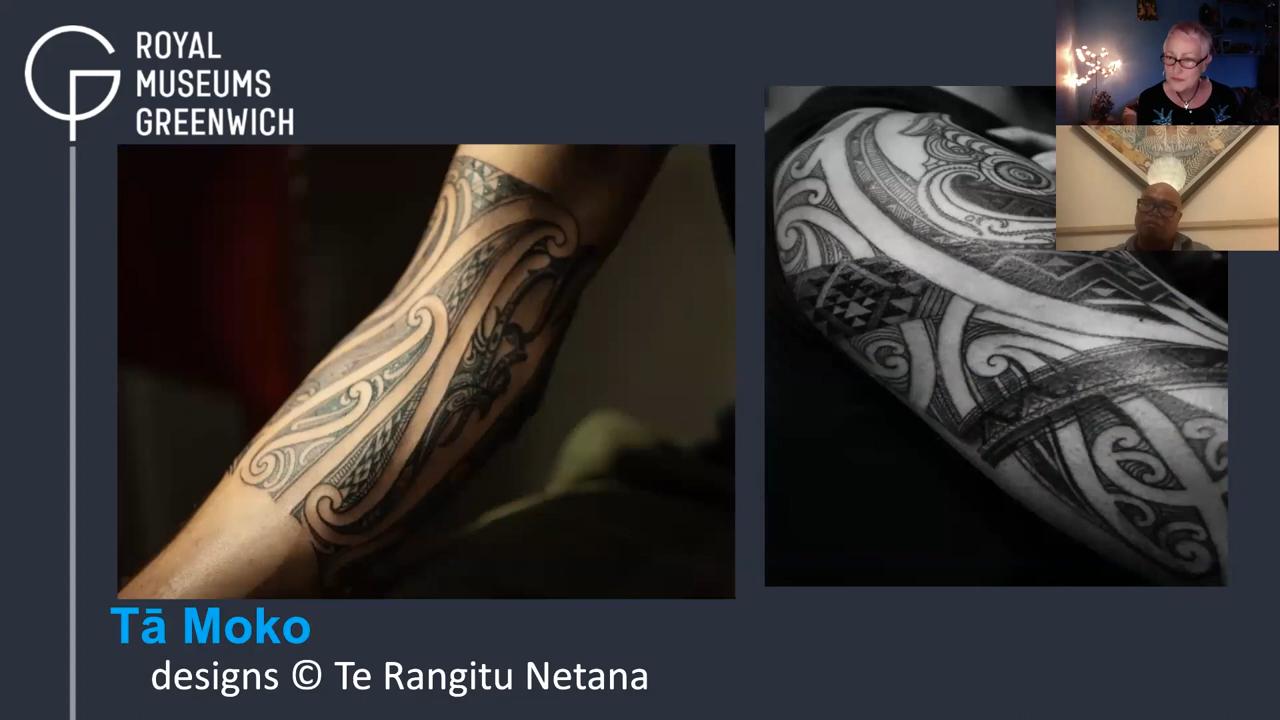 ROYAL
MUSEUMS
GREENWICH
Tā Moko
designs © Te Rangitu Netana